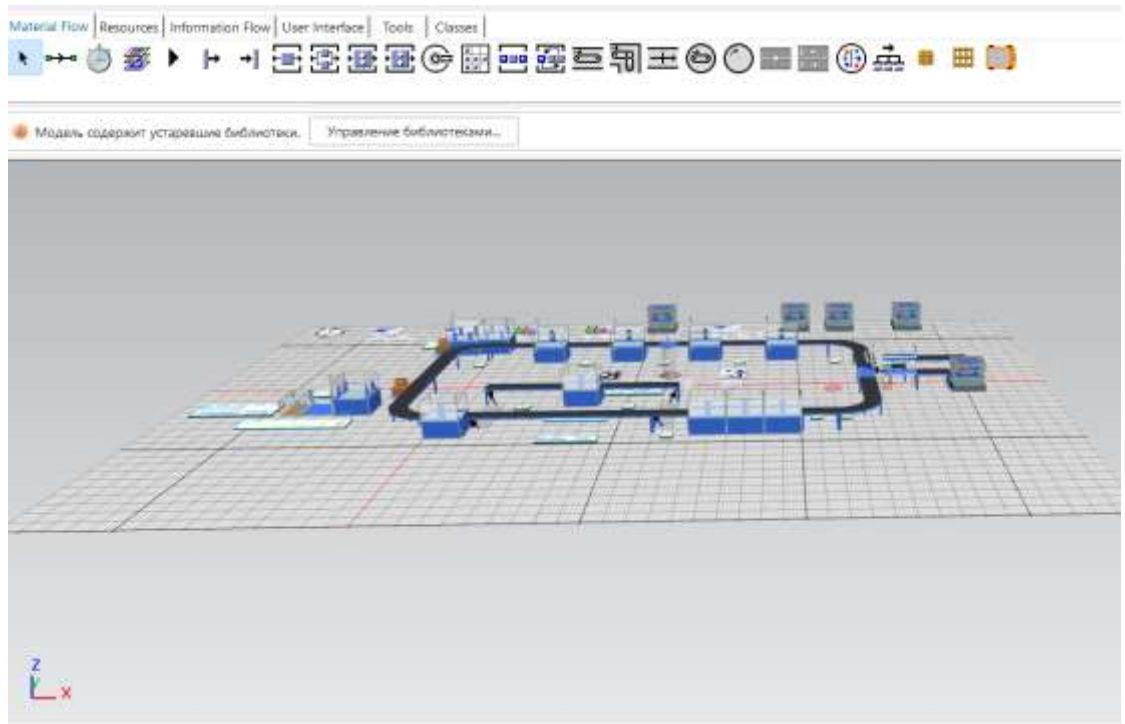 Material Flow Resources Information Flow User Interface Tools Classes
Модель содержит устаревшие библиотеки. Управление библиотеками...
Z
Y
X